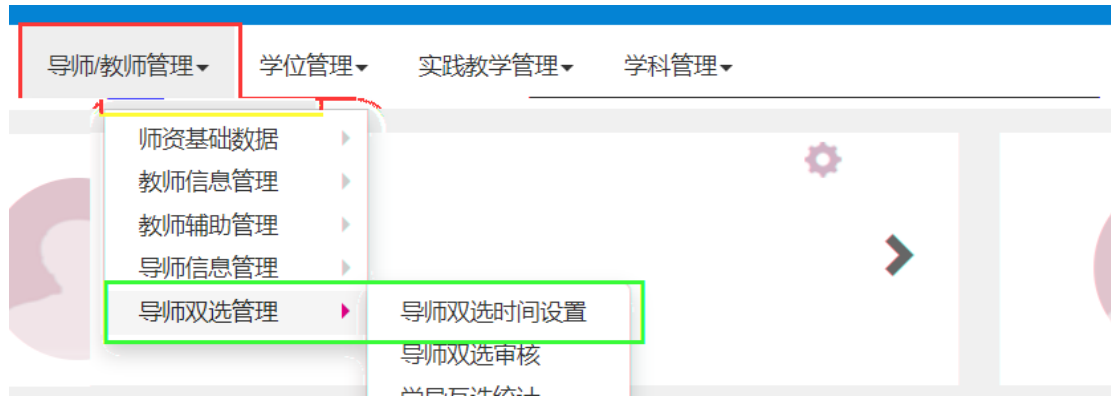 导师/教师管理 学位管理 实践教学管理 学科管理
师资基础数据
教师信息管理
教师辅助管理
导师信息管理
导师双选管理 导师双选时间设置
导师双选审核